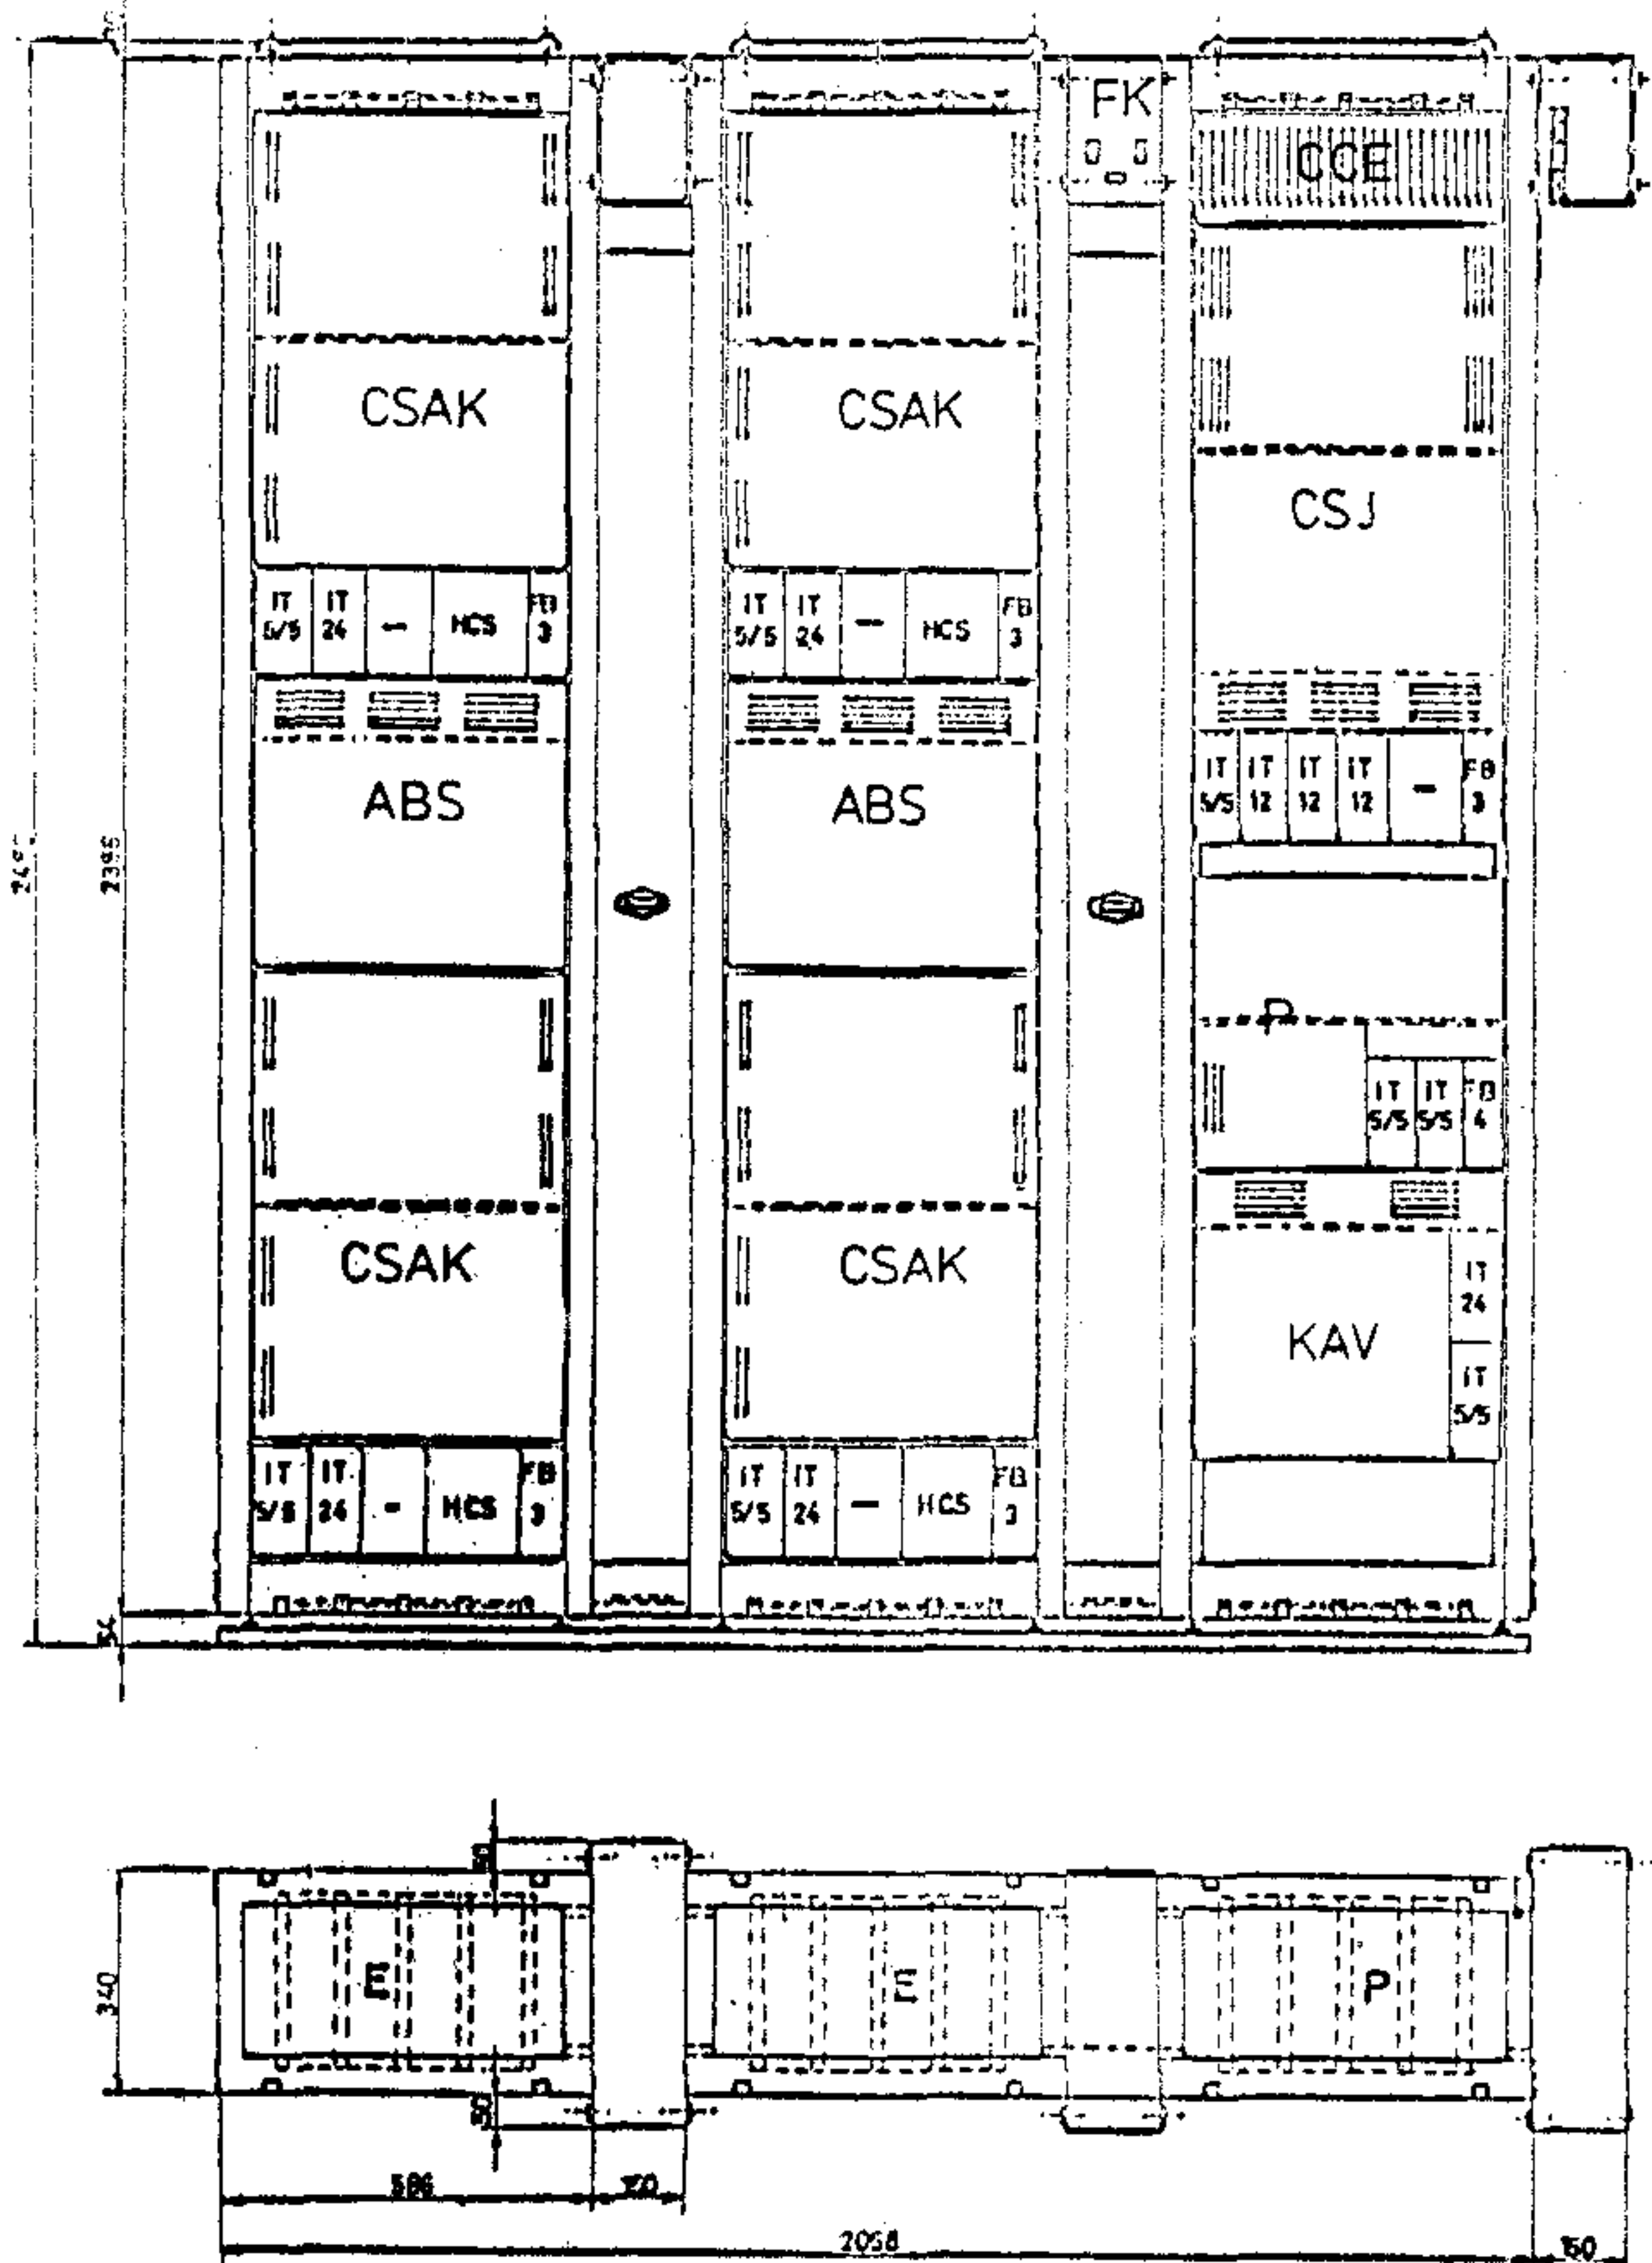 FK
CCE
CSAK
CSAK
CSJ
IT
5/5
IT
24
–
HCS
FB
3
IT
5/5
IT
24
–
HCS
FB
3
ABS
ABS
IT
5/5
IT
12
IT
12
IT
12
–
FB
3
2395
P
IT
5/5
IT
5/5
FB
4
CSAK
CSAK
KAV
IT
24
IT
5/5
IT
5/5
IT
24
-
HCS
FB
3
IT
5/5
IT
24
–
HCS
FB
3
54
50
340
E
E
P
50
586
2058
150